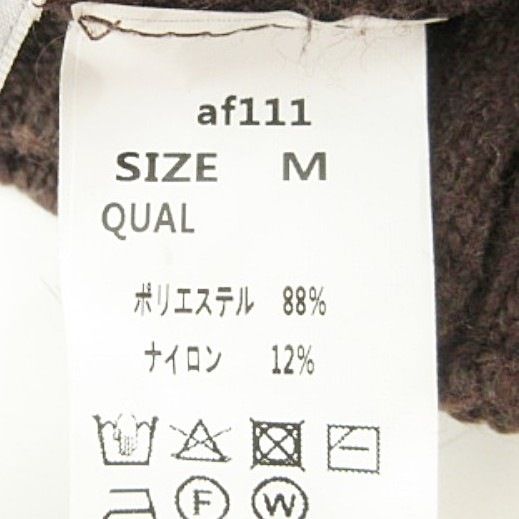 af111
SIZE M
QUAL
ポリエステル 88%
ナイロン 12%
F W